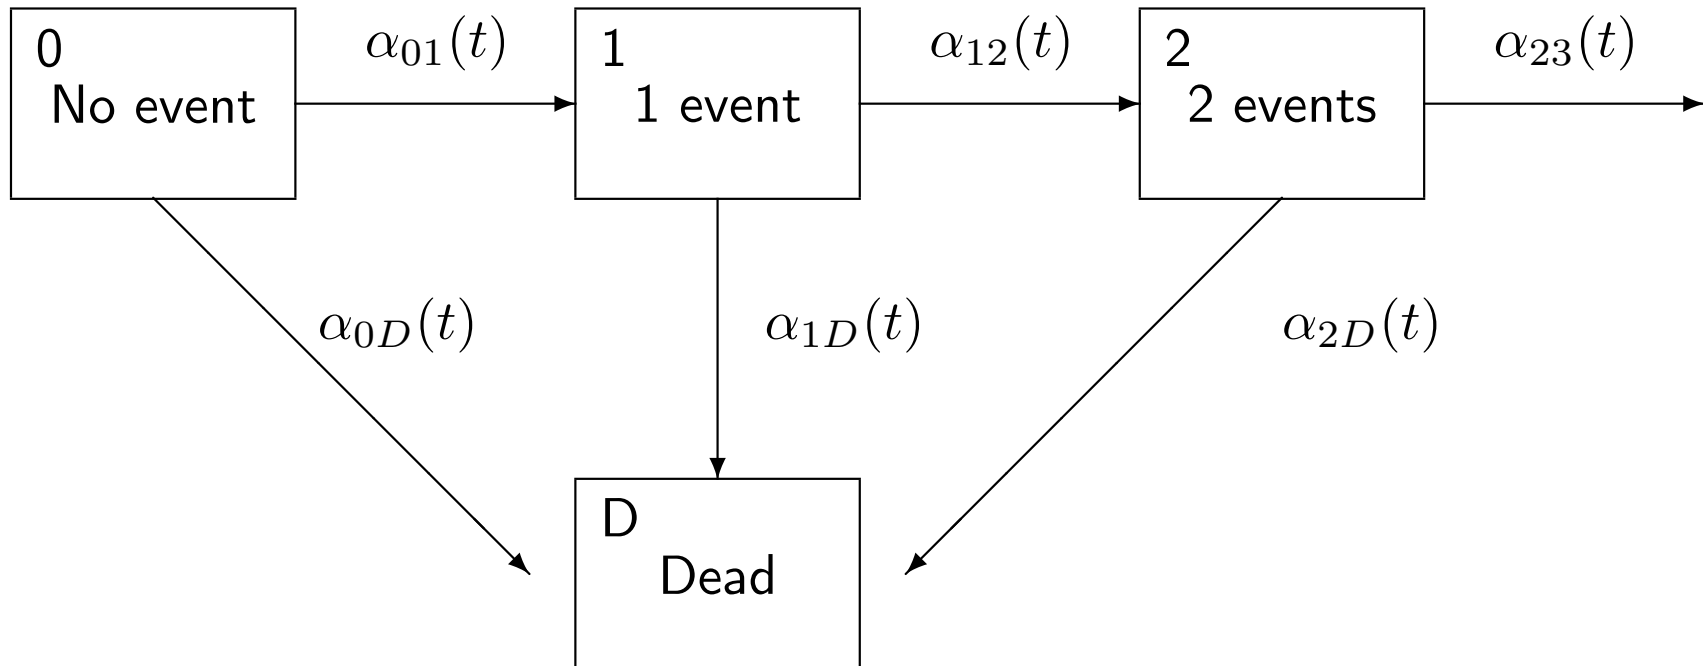 0
No event
α₀₁(t)
1
1 event
α₁₂(t)
2
2 events
α₂₃(t)
α₀D(t)
α₁D(t)
α₂D(t)
D
Dead